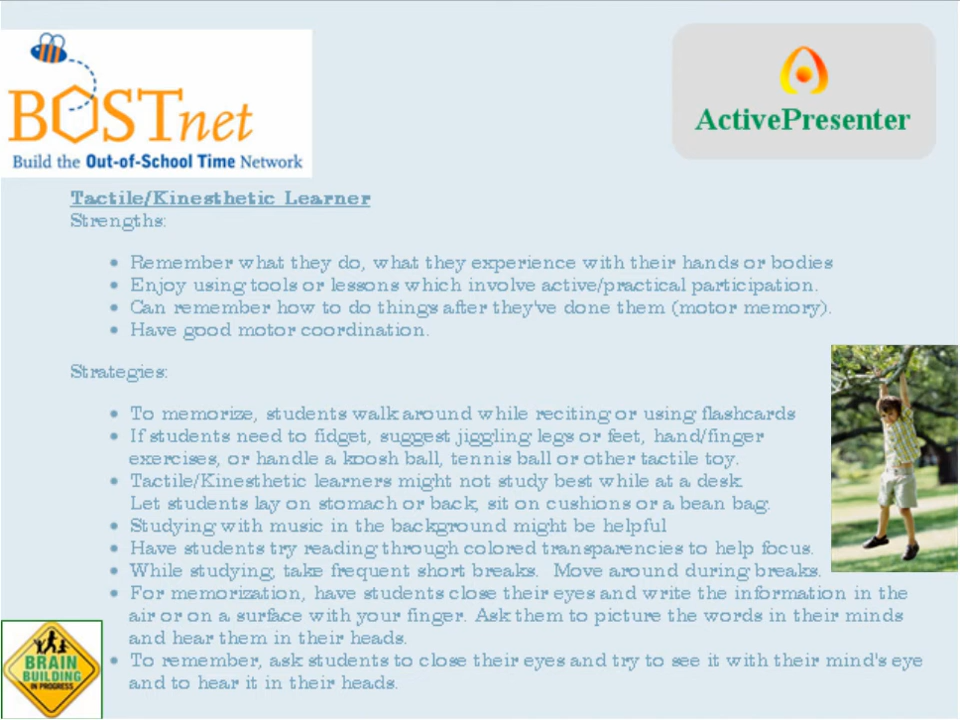 BOSTnet
Build the Out-of-School Time Network
ActivePresenter
Tactile/Kinesthetic Learner
Strengths:
• Remember what they do, what they experience with their hands or bodies
• Enjoy using tools or lessons which involve active/practical participation.
• Can remember how to do things after they've done them (motor memory).
• Have good motor coordination.
Strategies:
• To memorize, students walk around while reciting or using flashcards
• If students need to fidget, suggest jiggling legs or feet, hand/finger
exercises, or handle a koosh ball, tennis ball or other tactile toy.
• Tactile/Kinesthetic learners might not study best while at a desk.
Let students lay on stomach or back, sit on cushions or a bean bag.
• Studying with music in the background might be helpful
• Have students try reading through colored transparencies to help focus.
• While studying, take frequent short breaks. Move around during breaks.
• For memorization, have students close their eyes and write the information in the
air or on a surface with your finger. Ask them to picture the words in their minds
and hear them in their heads.
• To remember, ask students to close their eyes and try to see it with their mind's eye
and to hear it in their heads.
BRAIN
BUILDING
IN PROGRESS